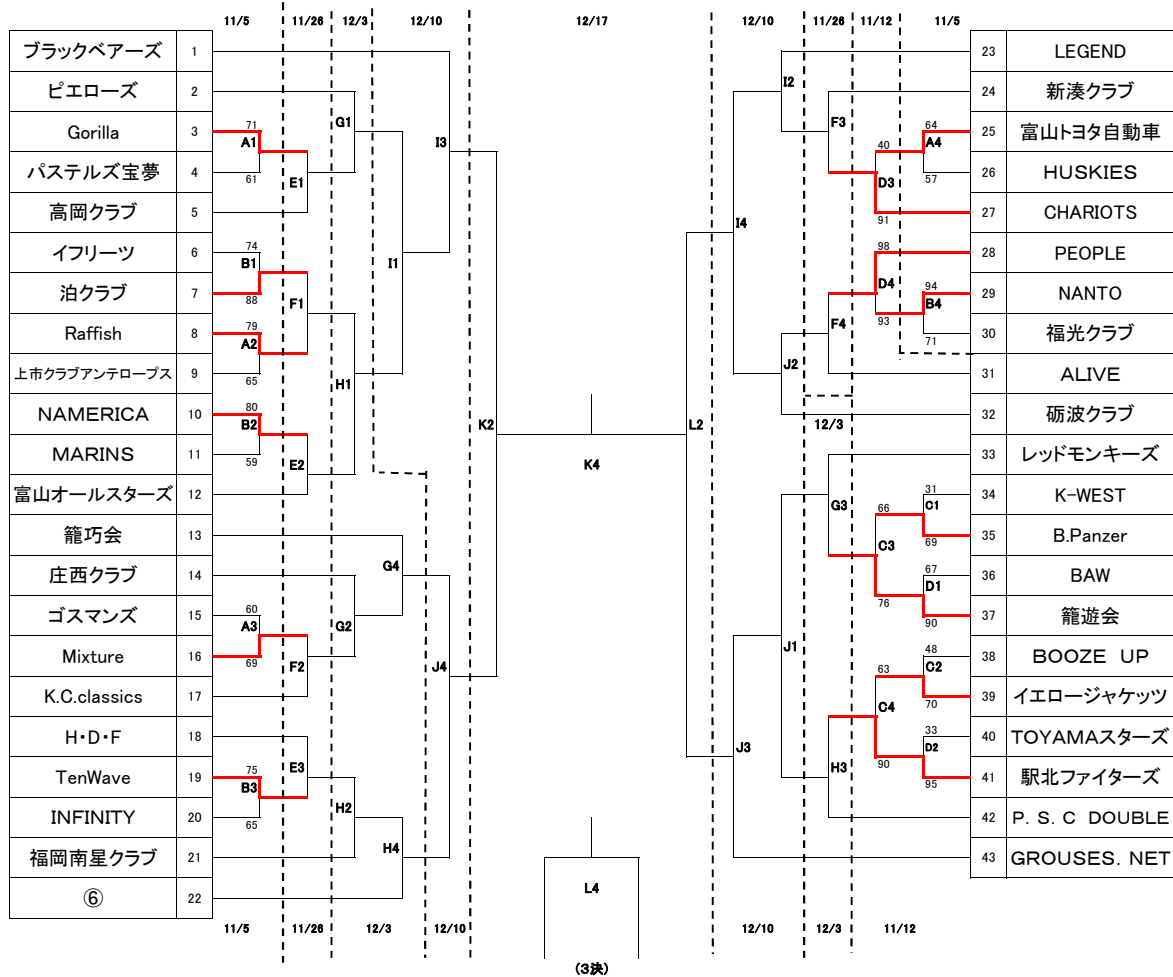 11/5 11/26 12/3 12/10 12/17 12/10 11/26 11/12 11/5
ブラックベアーズ 1
ピエローズ 2
Gorilla 3
パステルズ宝夢 4
高岡クラブ 5
イフリーツ 6
泊クラブ 7
Raffish 8
上市クラブアンテロープス 9
NAMERICA 10
MARINS 11
富山オールスターズ 12
籠巧会 13
庄西クラブ 14
ゴスマンズ 15
Mixture 16
K.C.classics 17
H・D・F 18
TenWave 19
INFINITY 20
福岡南星クラブ 21
⑥ 22
71
A1
61
E1
G1
74
B1
88
F1
79
A2
65
H1
I1
I3
80
B2
59
E2
K2
G4
60
A3
69
F2
G2
J4
75
B3
65
E3
H2
H4
K4
L4
(3決)
L2
I2
I4
F3
64
A4
57
40
D3
91
98
D4
93
94
B4
71
F4
J2
12/3
G3
31
C1
69
66
C3
76
67
D1
90
J1
J3
48
C2
70
63
C4
90
33
D2
95
H3
23 LEGEND
24 新湊クラブ
25 富山トヨタ自動車
26 HUSKIES
27 CHARIOTS
28 PEOPLE
29 NANTO
30 福光クラブ
31 ALIVE
32 砺波クラブ
33 レッドモンキーズ
34 K-WEST
35 B.Panzer
36 BAW
37 籠遊会
38 BOOZE UP
39 イエロージャケッツ
40 TOYAMAスターズ
41 駅北ファイターズ
42 P. S. C DOUBLE
43 GROUSES. NET
11/5 11/26 12/3 12/10 12/10 12/3 11/12